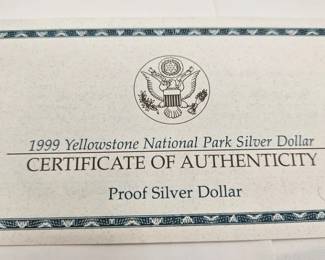 1999 Yellowstone National Park Silver Dollar
CERTIFICATE OF AUTHENTICITY
Proof Silver Dollar